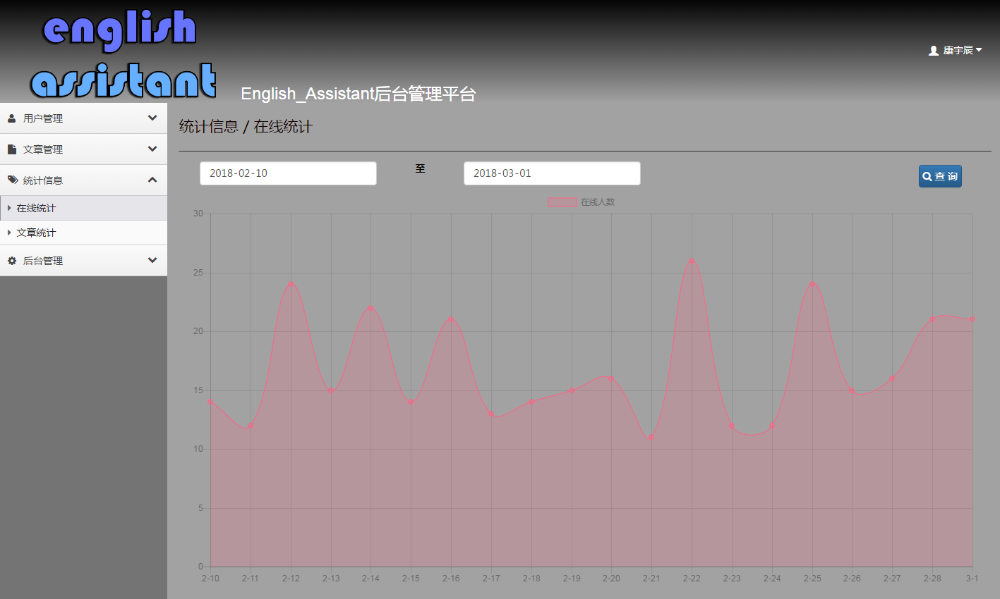 english
assistant
English_Assistant后台管理平台
康宇辰
用户管理
文章管理
统计信息
在线统计
文章统计
后台管理
统计信息 / 在线统计
2018-02-10 至 2018-03-01 查 询
在线人数
30
25
20
15
10
5
0
2-10 2-11 2-12 2-13 2-14 2-15 2-16 2-17 2-18 2-19 2-20 2-21 2-22 2-23 2-24 2-25 2-26 2-27 2-28 3-1